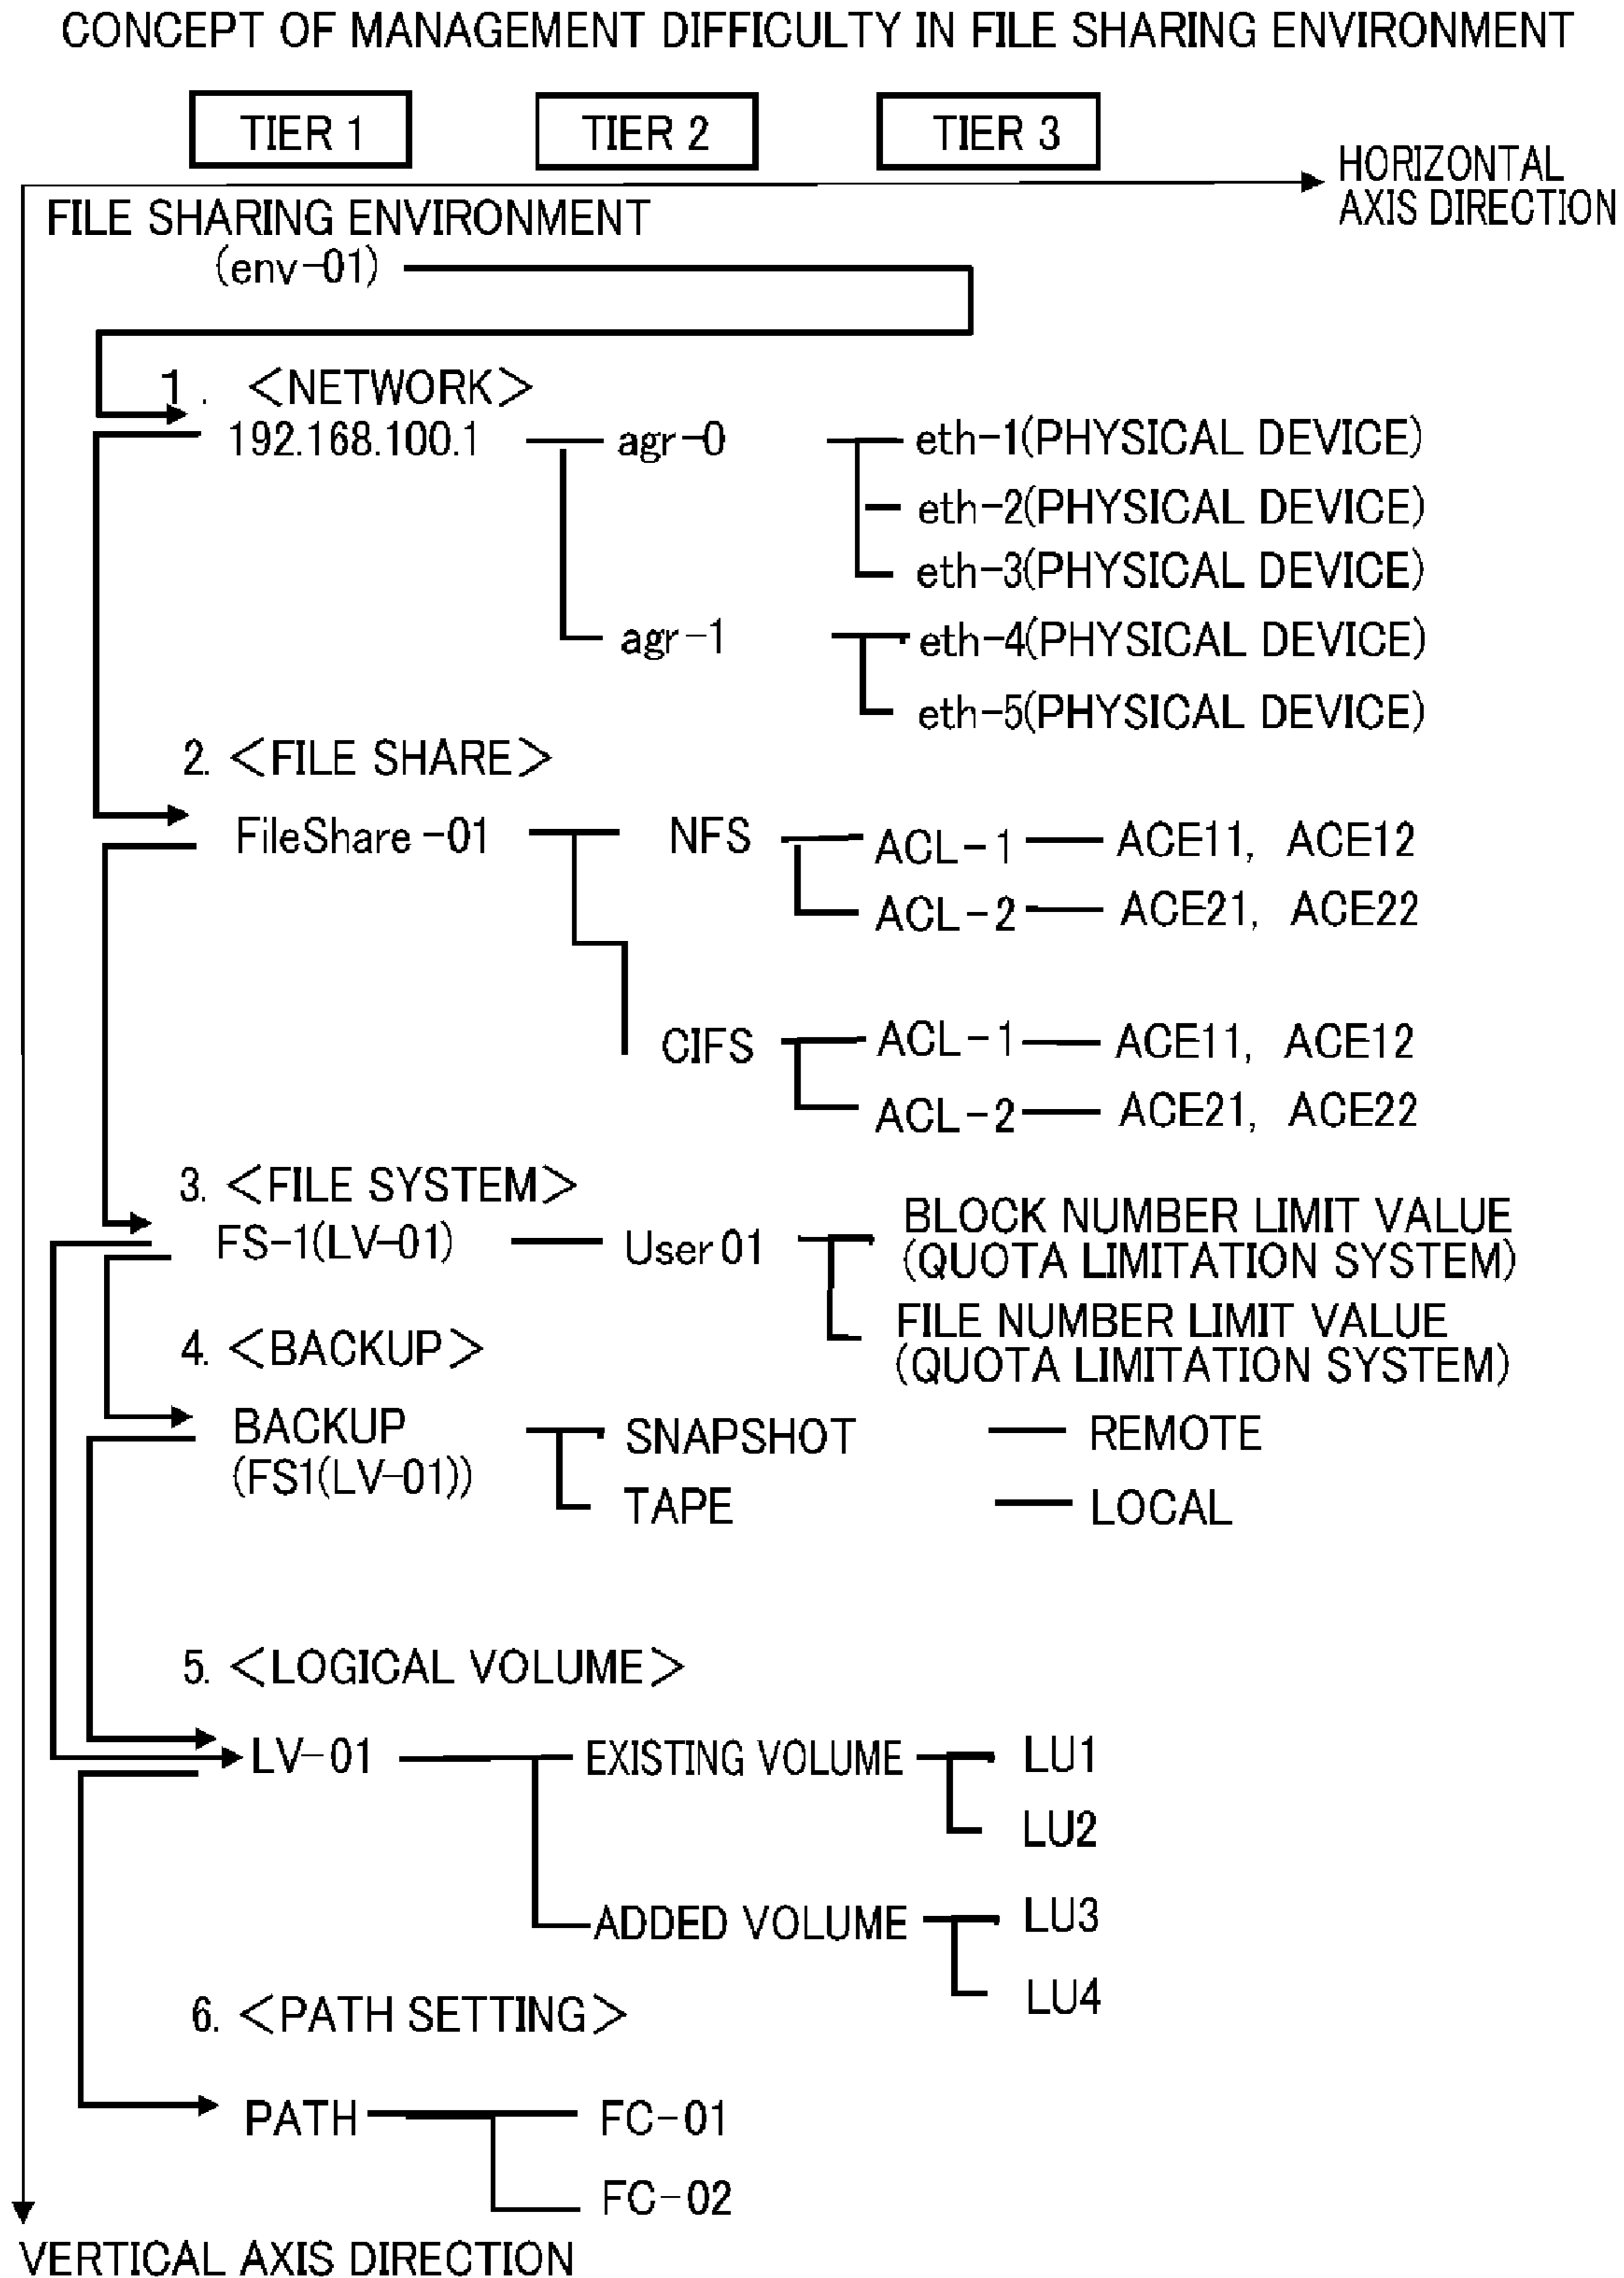 CONCEPT OF MANAGEMENT DIFFICULTY IN FILE SHARING ENVIRONMENT
TIER 1 TIER 2 TIER 3
HORIZONTAL
AXIS DIRECTION
FILE SHARING ENVIRONMENT
(env-01)
1. <NETWORK>
192.168.100.1 agr-0 eth-1(PHYSICAL DEVICE)
eth-2(PHYSICAL DEVICE)
eth-3(PHYSICAL DEVICE)
agr-1 eth-4(PHYSICAL DEVICE)
eth-5(PHYSICAL DEVICE)
2. <FILE SHARE>
FileShare-01 NFS ACL-1 ACE11, ACE12
ACL-2 ACE21, ACE22
CIFS ACL-1 ACE11, ACE12
ACL-2 ACE21, ACE22
3. <FILE SYSTEM>
FS-1(LV-01) User01 BLOCK NUMBER LIMIT VALUE
(QUOTA LIMITATION SYSTEM)
FILE NUMBER LIMIT VALUE
(QUOTA LIMITATION SYSTEM)
4. <BACKUP>
BACKUP SNAPSHOT REMOTE
(FS1(LV-01)) TAPE LOCAL
5. <LOGICAL VOLUME>
LV-01 EXISTING VOLUME LU1
LU2
ADDED VOLUME LU3
LU4
6. <PATH SETTING>
PATH FC-01
FC-02
VERTICAL AXIS DIRECTION